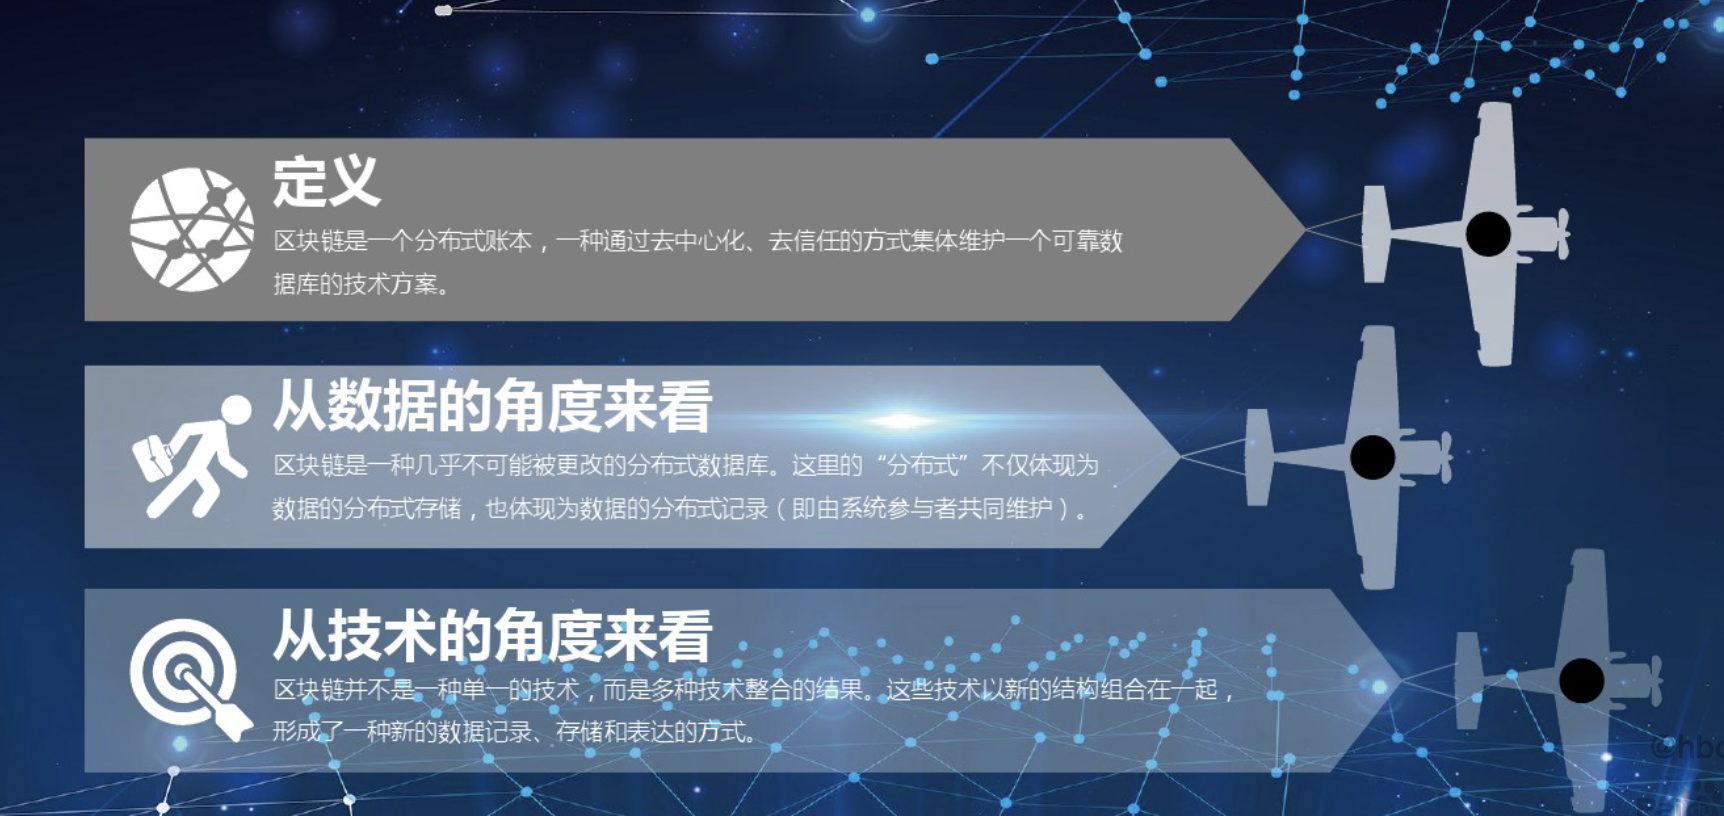 定义
区块链是一个分布式账本，一种通过去中心化、去信任的方式集体维护一个可靠数
据库的技术方案。
从数据的角度来看
区块链是一种几乎不可能被更改的分布式数据库。这里的“分布式”不仅体现为
数据的分布式存储，也体现为数据的分布式记录（即由系统参与者共同维护）。
从技术的角度来看
区块链并不是一种单一的技术，而是多种技术整合的结果。这些技术以新的结构组合在一起，
形成了一种新的数据记录、存储和表达的方式。